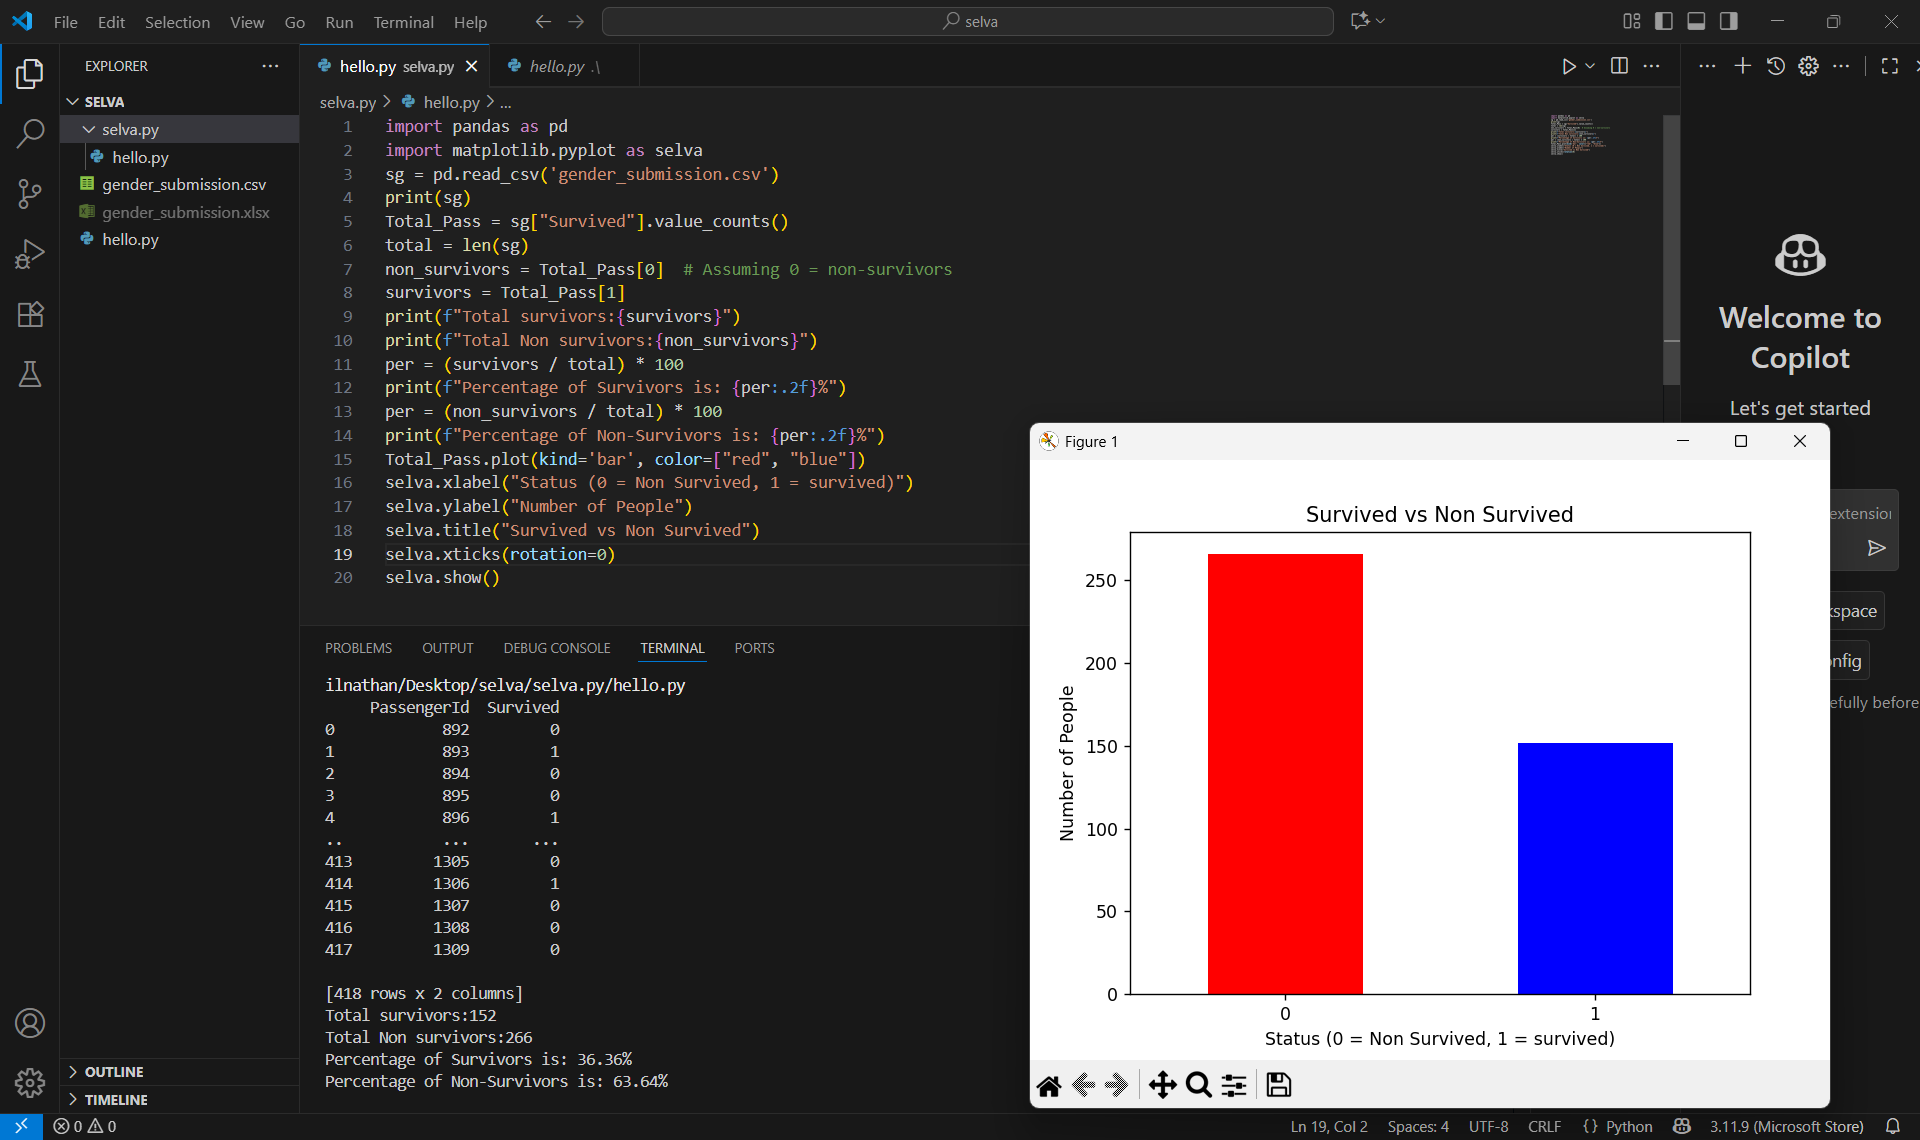 File Edit Selection View Go Run Terminal Help selva
EXPLORER
SELVA
selva.py
hello.py
gender_submission.csv
gender_submission.xlsx
hello.py
OUTLINE
TIMELINE
hello.py selva.py
hello.py .\
selva.py > hello.py > ...
1 import pandas as pd
2 import matplotlib.pyplot as selva
3 sg = pd.read_csv('gender_submission.csv')
4 print(sg)
5 Total_Pass = sg["Survived"].value_counts()
6 total = len(sg)
7 non_survivors = Total_Pass[0]  # Assuming 0 = non-survivors
8 survivors = Total_Pass[1]
9 print(f"Total survivors:{survivors}")
10 print(f"Total Non survivors:{non_survivors}")
11 per = (survivors / total) * 100
12 print(f"Percentage of Survivors is: {per:.2f}%")
13 per = (non_survivors / total) * 100
14 print(f"Percentage of Non-Survivors is: {per:.2f}%")
15 Total_Pass.plot(kind='bar', color=["red", "blue"])
16 selva.xlabel("Status (0 = Non Survived, 1 = survived)")
17 selva.ylabel("Number of People")
18 selva.title("Survived vs Non Survived")
19 selva.xticks(rotation=0)
20 selva.show()
PROBLEMS OUTPUT DEBUG CONSOLE TERMINAL PORTS
ilnathan/Desktop/selva/selva.py/hello.py
PassengerId Survived
0 892 0
1 893 1
2 894 0
3 895 0
4 896 1
.. ... ...
413 1305 0
414 1306 1
415 1307 0
416 1308 0
417 1309 0
[418 rows x 2 columns]
Total survivors:152
Total Non survivors:266
Percentage of Survivors is: 36.36%
Percentage of Non-Survivors is: 63.64%
Welcome to
Copilot
Let's get started
extensio
kspace
nfig
efully before
Figure 1
Survived vs Non Survived
250
200
150
100
50
0
Number of People
0 1
Status (0 = Non Survived, 1 = survived)
0 0 Ln 19, Col 2 Spaces: 4 UTF-8 CRLF {} Python 3.11.9 (Microsoft Store)